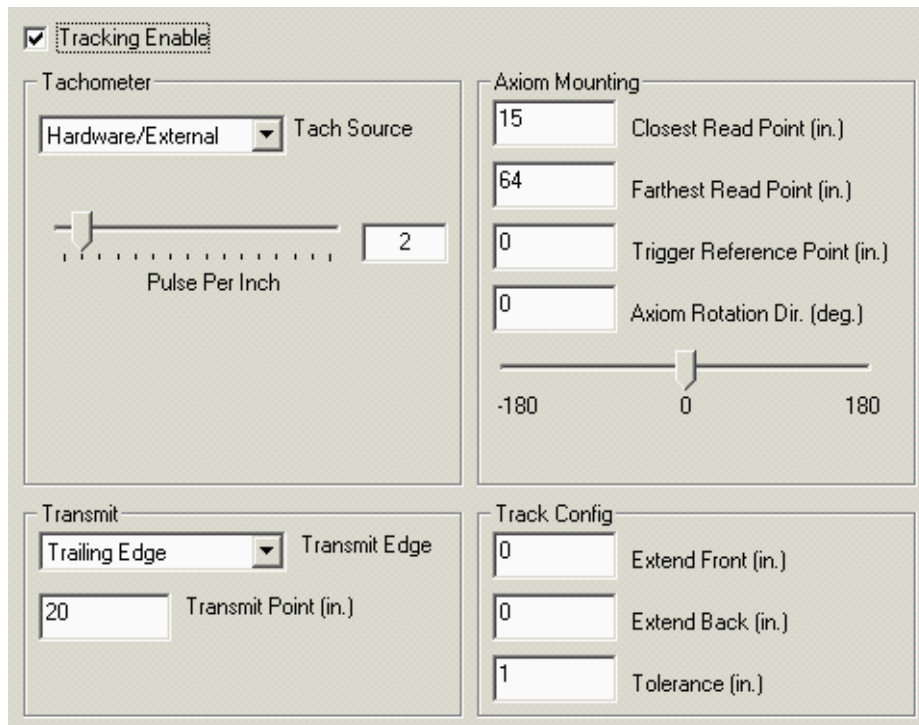 Tracking Enable
Tachometer
Hardware/External Tach Source
2
Pulse Per Inch
Axiom Mounting
15 Closest Read Point (in.)
64 Farthest Read Point (in.)
0 Trigger Reference Point (in.)
0 Axiom Rotation Dir. (deg.)
-180 0 180
Transmit
Trailing Edge Transmit Edge
20 Transmit Point (in.)
Track Config
0 Extend Front (in.)
0 Extend Back (in.)
1 Tolerance (in.)